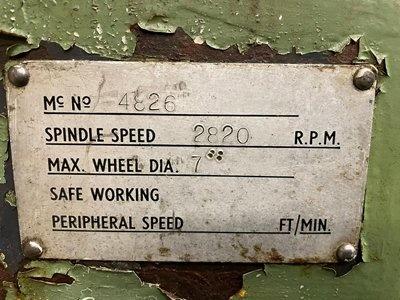 Mc No 4826
SPINDLE SPEED 2820 R.P.M.
MAX. WHEEL DIA. 7"
SAFE WORKING
PERIPHERAL SPEED FT/MIN.